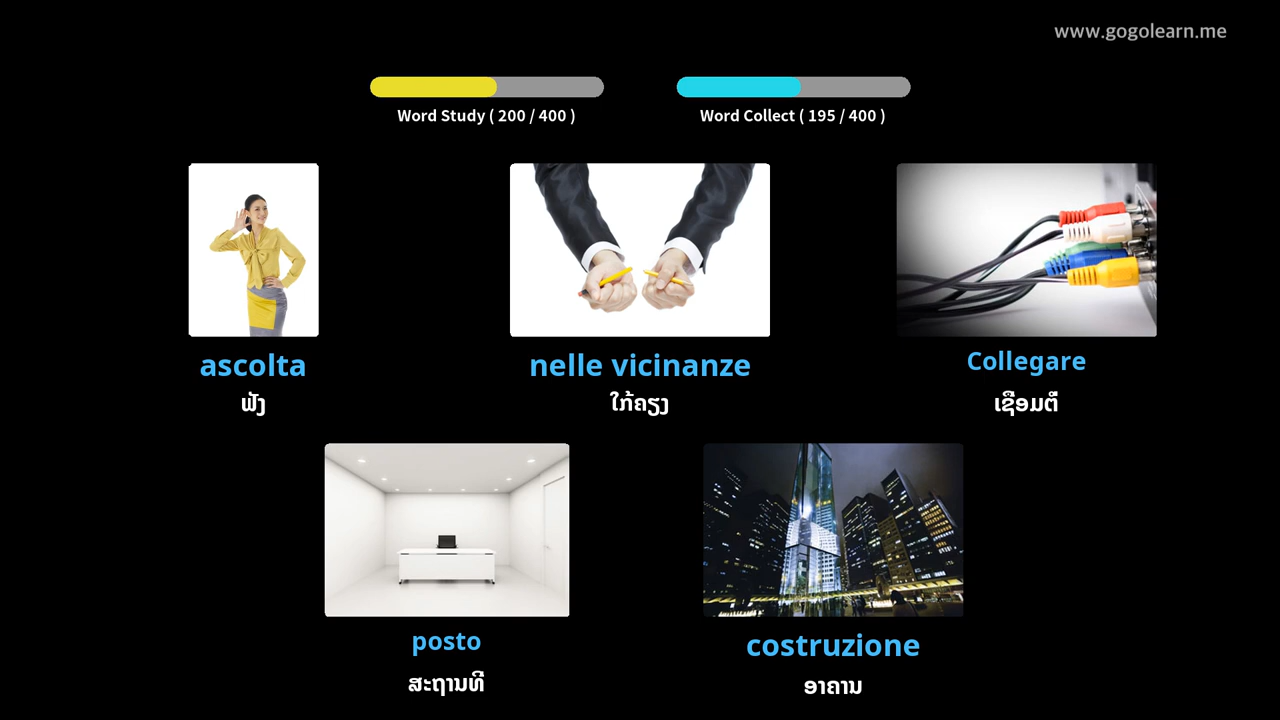 www.gogolearn.me
Word Study ( 200 / 400 )
Word Collect ( 195 / 400 )
ascolta
ຟັງ
nelle vicinanze
ໃກ້ຄຽງ
Collegare
ເຊື່ອມຕໍ່
posto
ສະຖານທີ່
costruzione
ອາຄານ